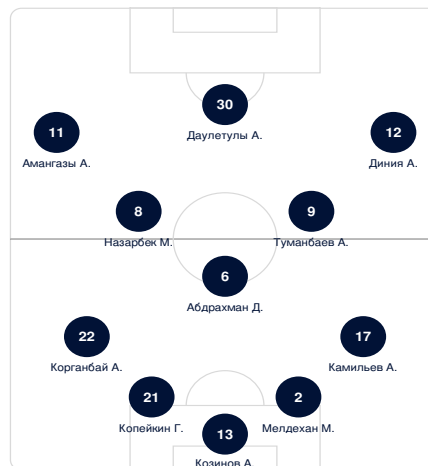 30
Даулетулы А.
11
Амангазы А.
12
Диния А.
8
Назарбек М.
9
Туманбаев А.
6
Абдрахман Д.
22
Корганбай А.
17
Камильев А.
21
Копейкин Г.
2
Мелдехан М.
13
Козинов А.